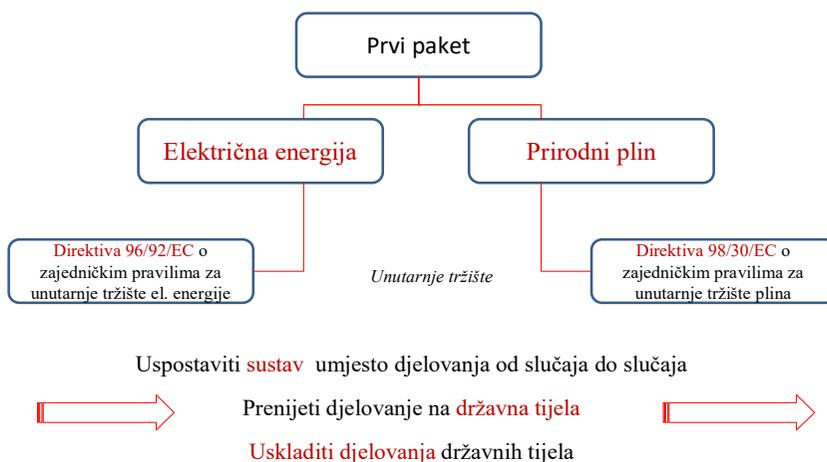 Prvi paket
Električna energija
Prirodni plin
Direktiva 96/92/EC o
zajedničkim pravilima za
unutarnje tržište el. energije
Unutarnje tržište
Direktiva 98/30/EC o
zajedničkim pravilima za
unutarnje tržište plina
Uspostaviti sustav umjesto djelovanja od slučaja do slučaja
Prenijeti djelovanje na državna tijela
Uskladiti djelovanja državnih tijela